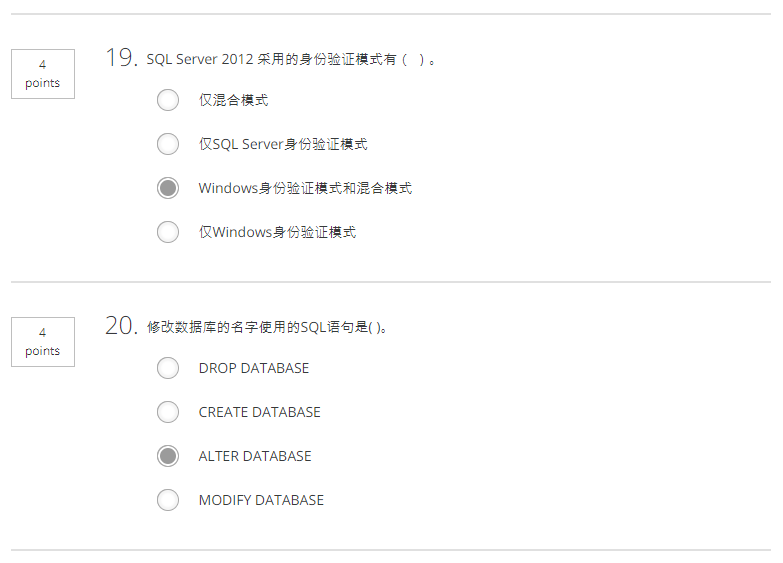 4
points
19. SQL Server 2012 采用的身份验证模式有（ ）。
仅混合模式
仅SQL Server身份验证模式
Windows身份验证模式和混合模式
仅Windows身份验证模式
4
points
20. 修改数据库的名字使用的SQL语句是( )。
DROP DATABASE
CREATE DATABASE
ALTER DATABASE
MODIFY DATABASE